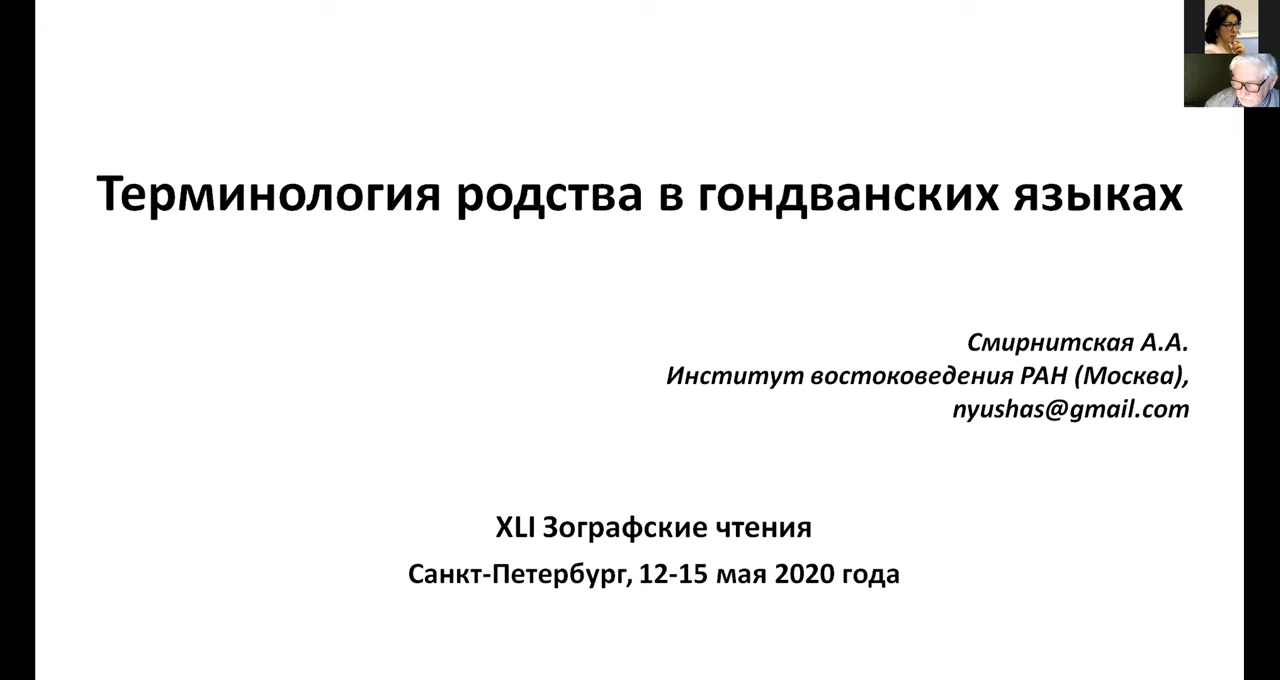 Терминология родства в гондванских языках
Смирнитская А.А.
Институт востоковедения РАН (Москва),
nyushas@gmail.com
XLI Зографские чтения
Санкт-Петербург, 12-15 мая 2020 года